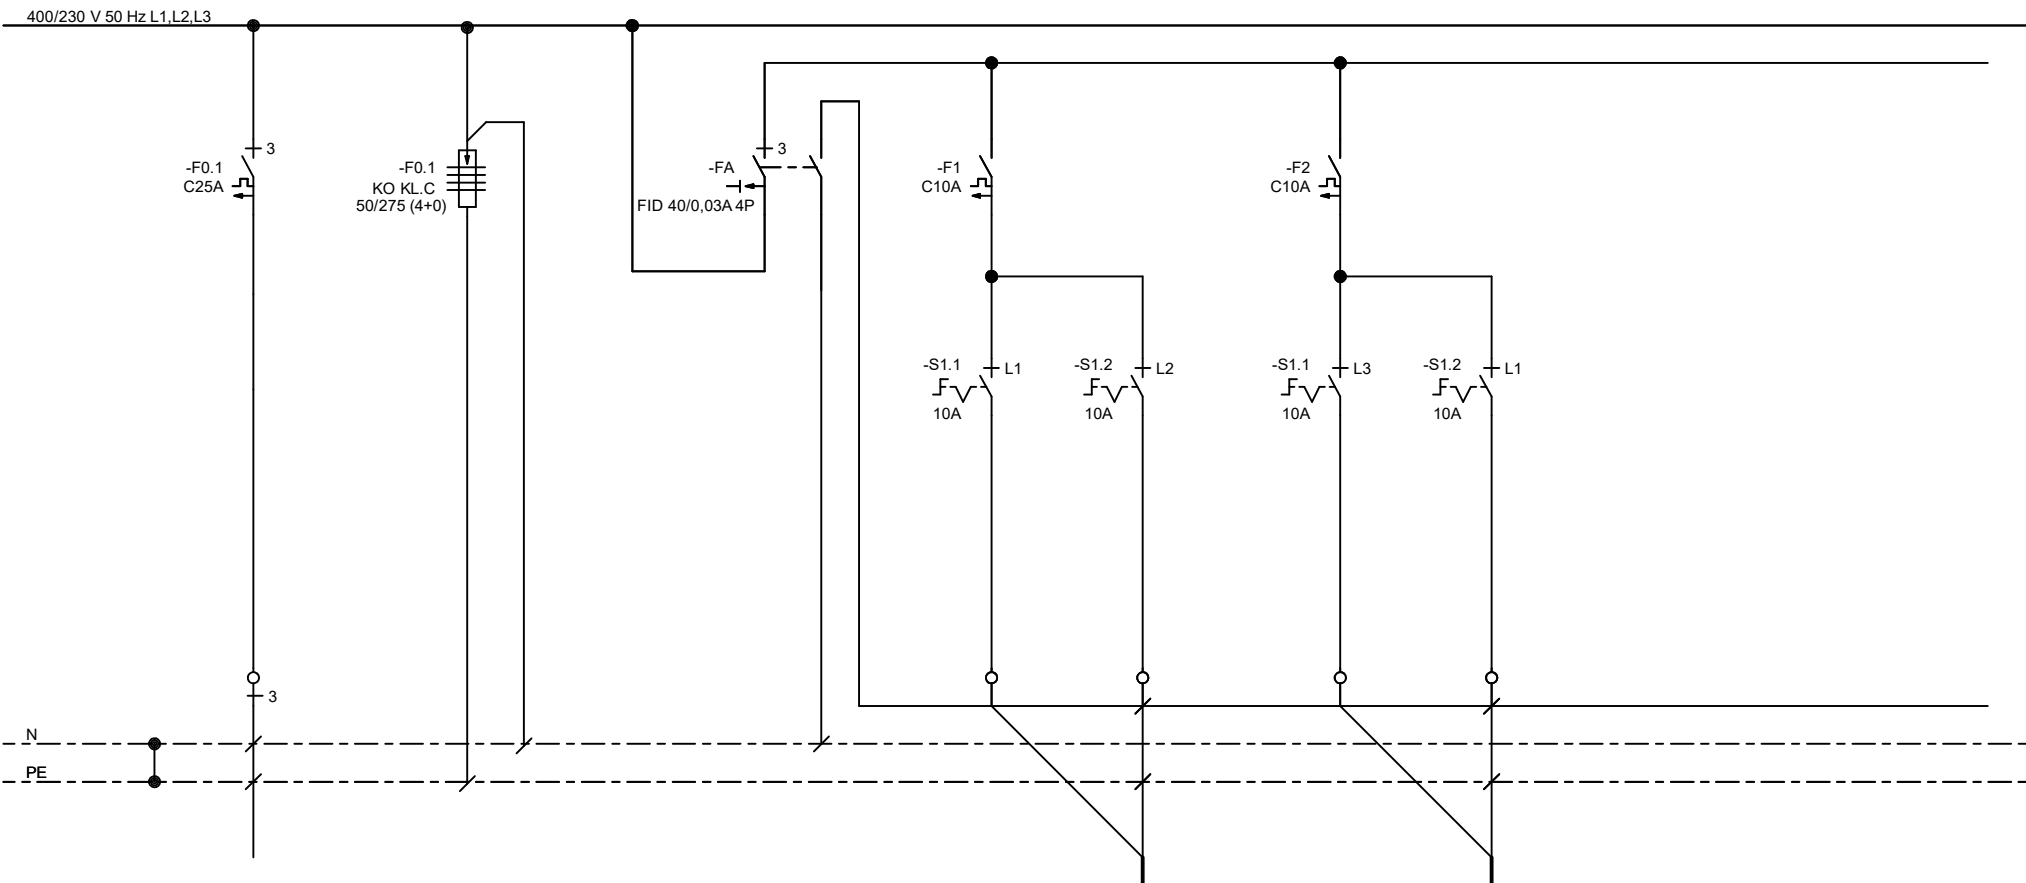 400/230 V 50 Hz L1,L2,L3
3
-F0.1
C25A
-F0.1
KO KL.C
50/275 (4+0)
3
-FA
FID 40/0,03A 4P
-F1
C10A
-F2
C10A
-S1.1
L1
10A
-S1.2
L2
10A
-S1.1
L3
10A
-S1.2
L1
10A
3
N
PE